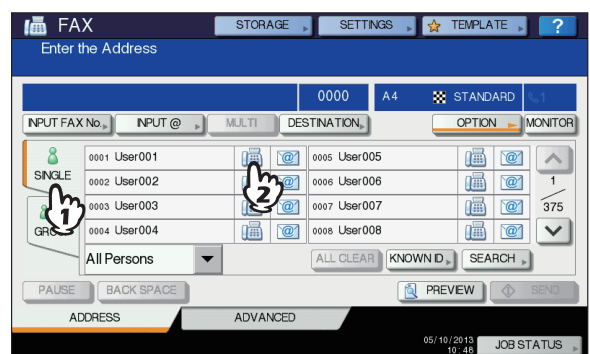 FAX STORAGE SETTINGS TEMPLATE ?
Enter the Address
0000 A4 STANDARD 1
INPUT FAX No. INPUT @ MULTI DESTINATION OPTION MONITOR
SINGLE
0001 User001 @ 0005 User005 @
0002 User002 @ 0006 User006 @
1
2
1
0003 User003 @ 0007 User007 @
375
GROUP
0004 User004 @ 0008 User008 @
All Persons ALL CLEAR KNOWN ID SEARCH
PAUSE BACK SPACE PREVIEW SEND
ADDRESS ADVANCED
05/10/2013
10:48
JOB STATUS